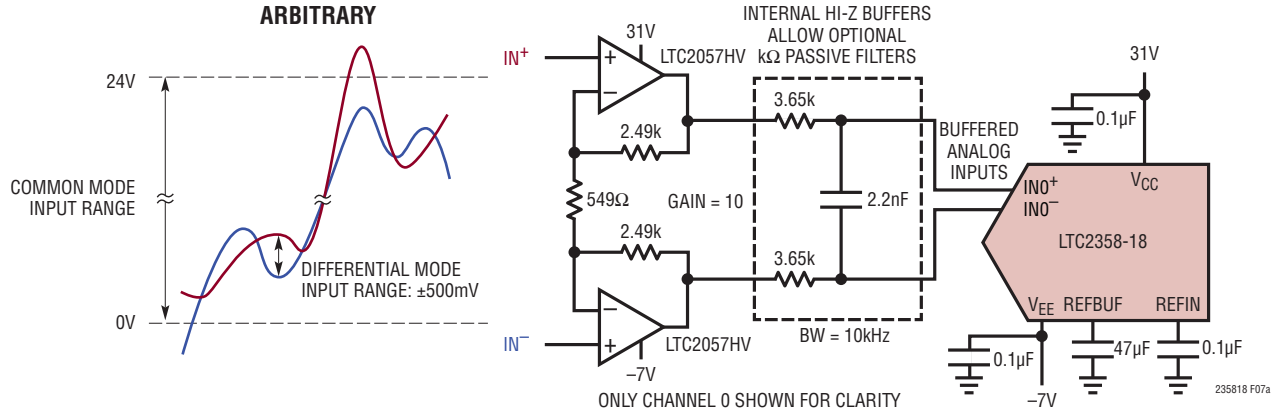 ARBITRARY
24V
COMMON MODE
INPUT RANGE
DIFFERENTIAL MODE
INPUT RANGE: ±500mV
0V
INTERNAL HI-Z BUFFERS
ALLOW OPTIONAL
kΩ PASSIVE FILTERS
IN+
31V
LTC2057HV
+
–
2.49k
549Ω
GAIN = 10
2.49k
–
+
IN–
LTC2057HV
–7V
3.65k
2.2nF
3.65k
BW = 10kHz
BUFFERED
ANALOG
INPUTS
31V
0.1µF
VCC
IN0+
IN0–
LTC2358-18
VEE REFBUF REFIN
0.1µF
47µF
0.1µF
–7V
ONLY CHANNEL 0 SHOWN FOR CLARITY
235818 F07a